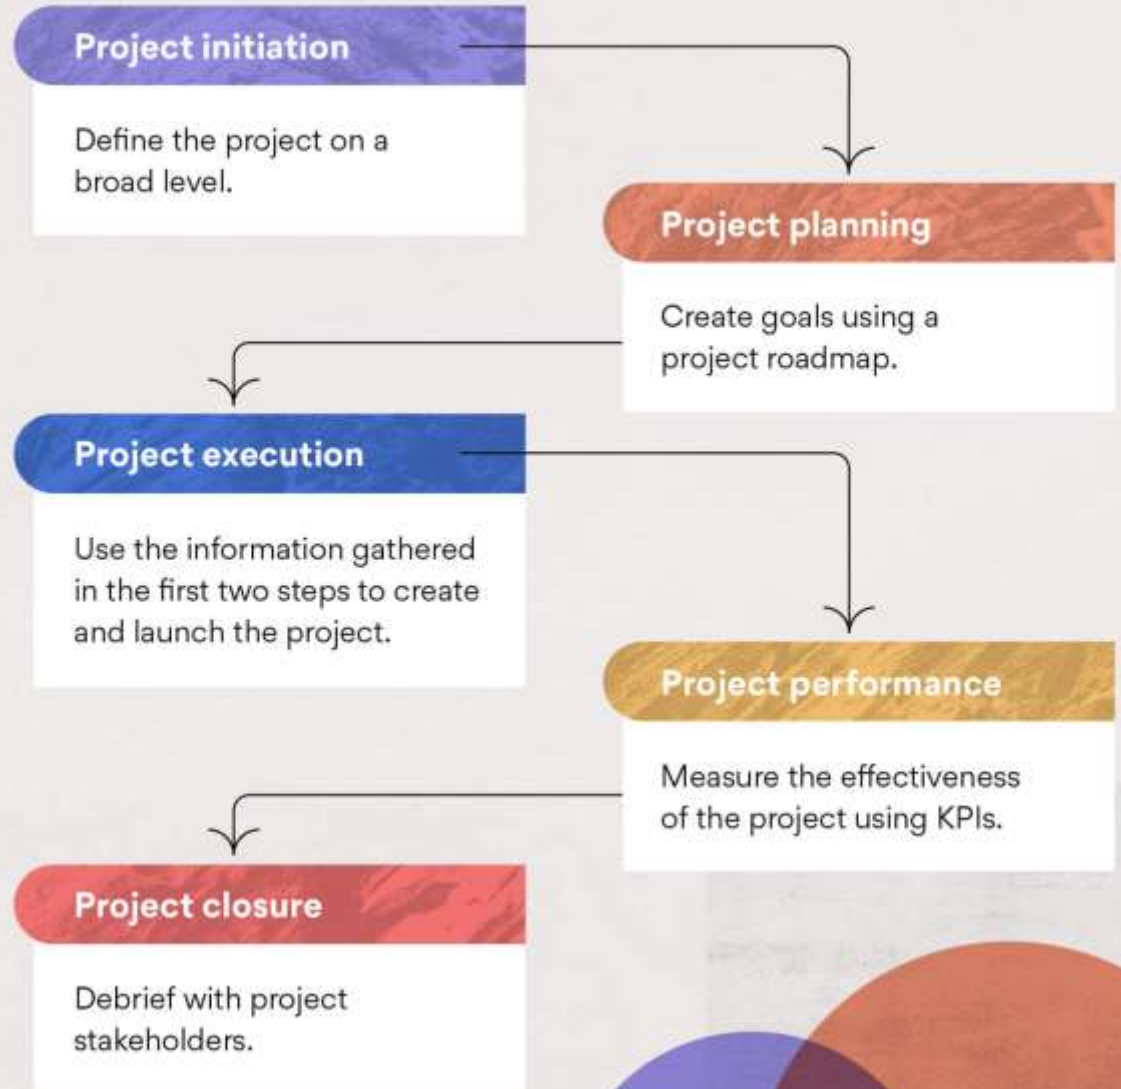 Project initiation
Define the project on a
broad level.
Project planning
Create goals using a
project roadmap.
Project execution
Use the information gathered
in the first two steps to create
and launch the project.
Project performance
Measure the effectiveness
of the project using KPIs.
Project closure
Debrief with project
stakeholders.